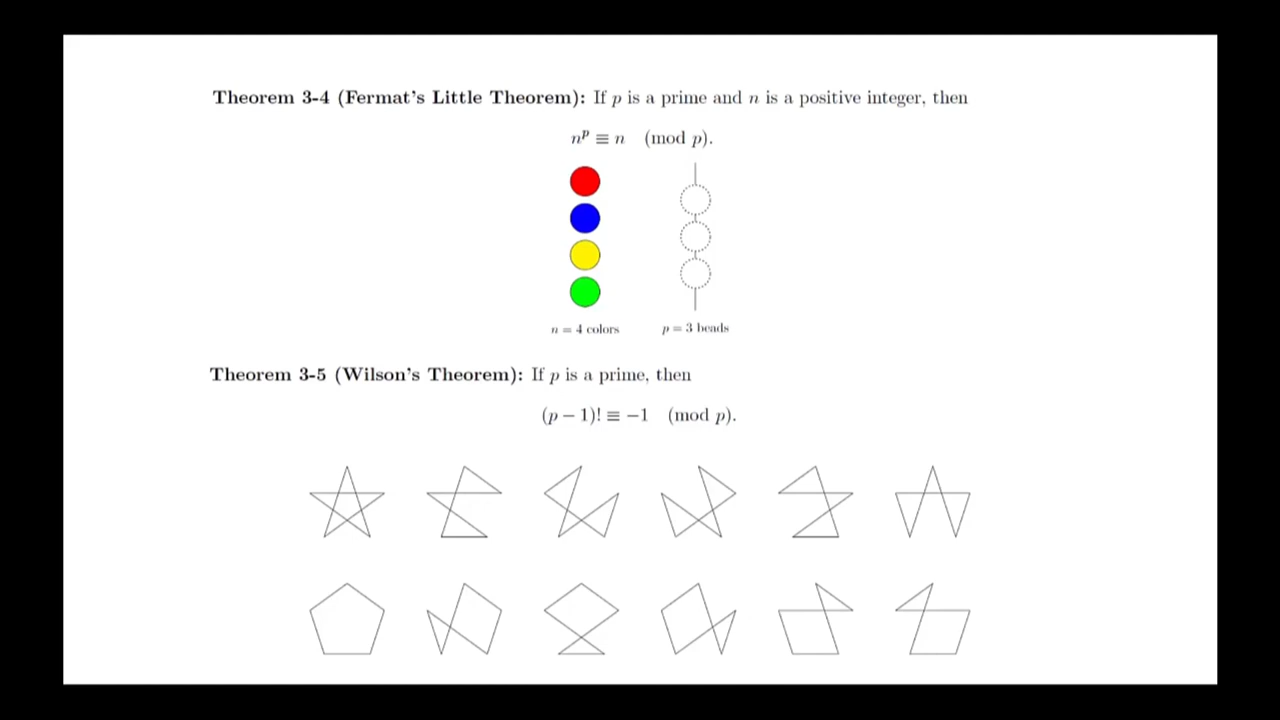 Theorem 3-4 (Fermat's Little Theorem): If p is a prime and n is a positive integer, then
nᵖ ≡ n (mod p).
n = 4 colors p = 3 beads
Theorem 3-5 (Wilson's Theorem): If p is a prime, then
(p − 1)! ≡ −1 (mod p).